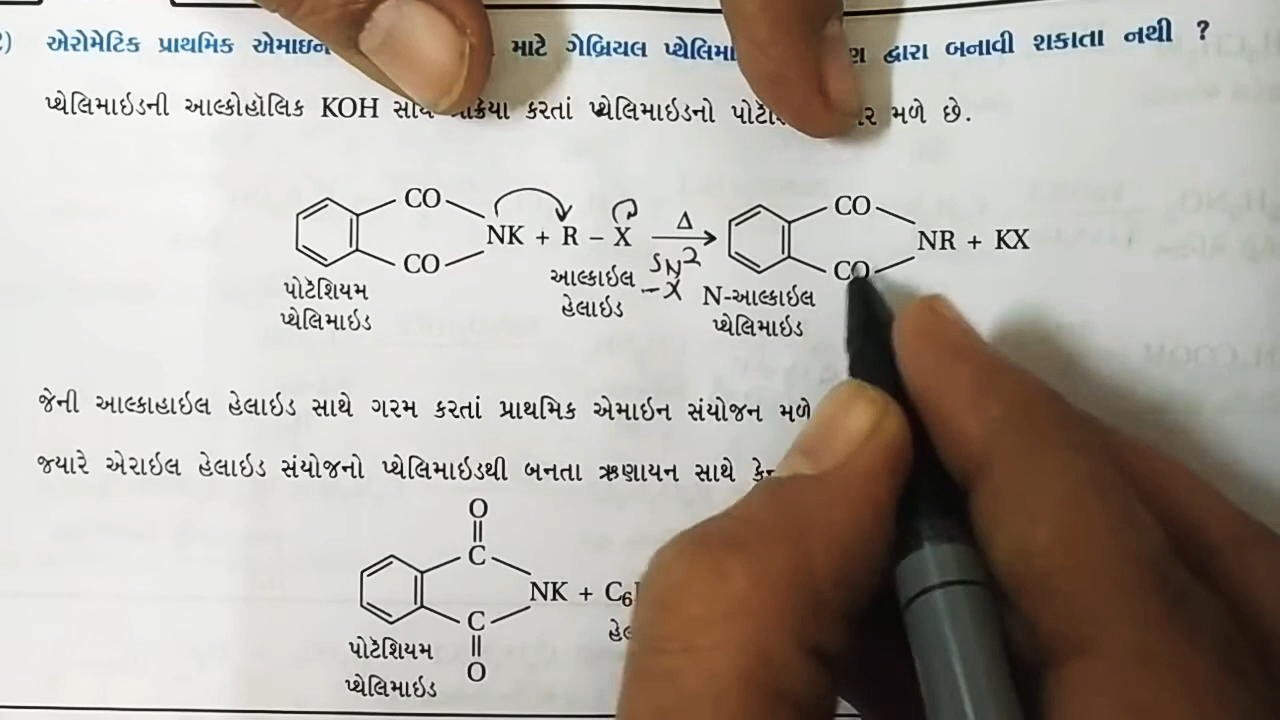 એરોમેટિક પ્રાથમિક એમાઇન માટે ગેબ્રિયલ દ્વારા બનાવી શકાતા નથી ?
પ્થેલિમાઇડની આલ્કોહૉલિક KOH કરતાં પ્થેલિમાઇડનો મળે છે.
CO CO
NK + R – X Δ NR + KX
CO SN2 CO
પોટૅશિયમ પ્થેલિમાઇડ
આલ્કાઇલ હેલાઇડ
– X
N-આલ્કાઇલ પ્થેલિમાઇડ
જેની આલ્કાહાઇલ હેલાઇડ સાથે ગરમ કરતાં પ્રાથમિક એમાઇન સંયોજન મળે
જ્યારે એરાઇલ હેલાઇડ સંયોજનો પ્થેલિમાઇડથી બનતા ઋણાયન સાથે
O
C
NK + C6
C
O
પોટૅશિયમ
પ્થેલિમાઇડ